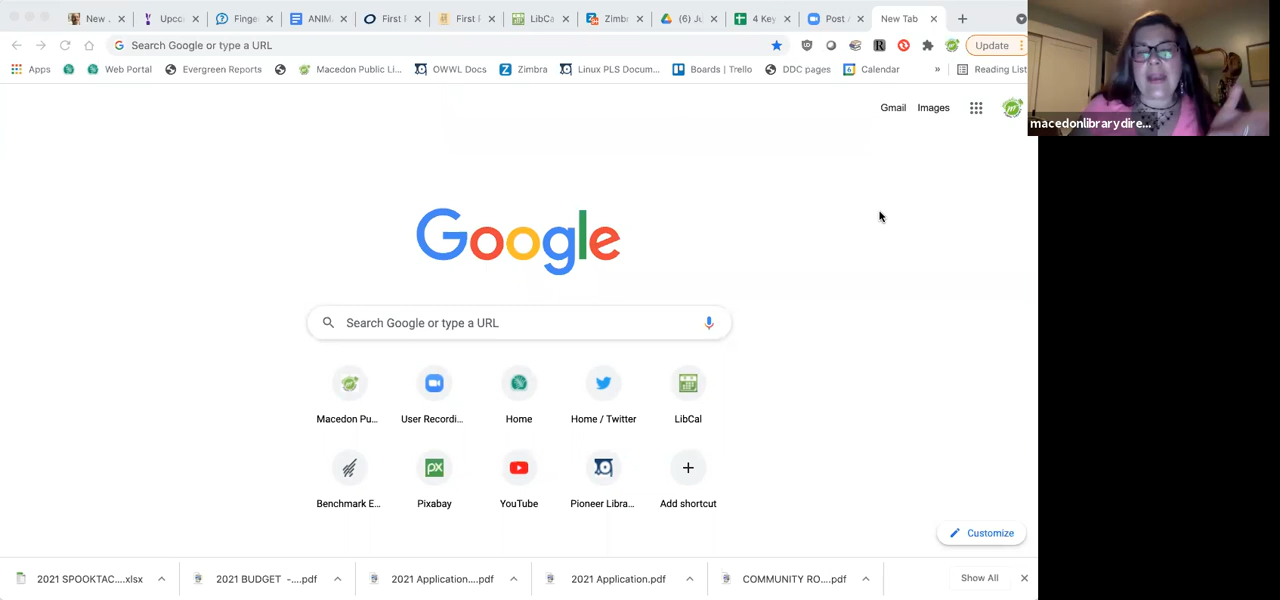 New . Upcc Finge ANIM. First F First F LibCa Zimb (6) Ju 4 Key Post / New Tab
Search Google or type a URL Update
Apps Web Portal Evergreen Reports Macedon Public Li... OWWL Docs Zimbra Linux PLS Docum... Boards | Trello DDC pages Calendar » Reading List
Gmail Images
macedonlibrarydire...
Google
Search Google or type a URL
Macedon Pu... User Recordi... Home Home / Twitter LibCal
Benchmark E... Pixabay YouTube Pioneer Libra... Add shortcut
Customize
2021 SPOOKTAC....xlsx 2021 BUDGET -....pdf 2021 Application....pdf 2021 Application.pdf COMMUNITY RO....pdf Show All